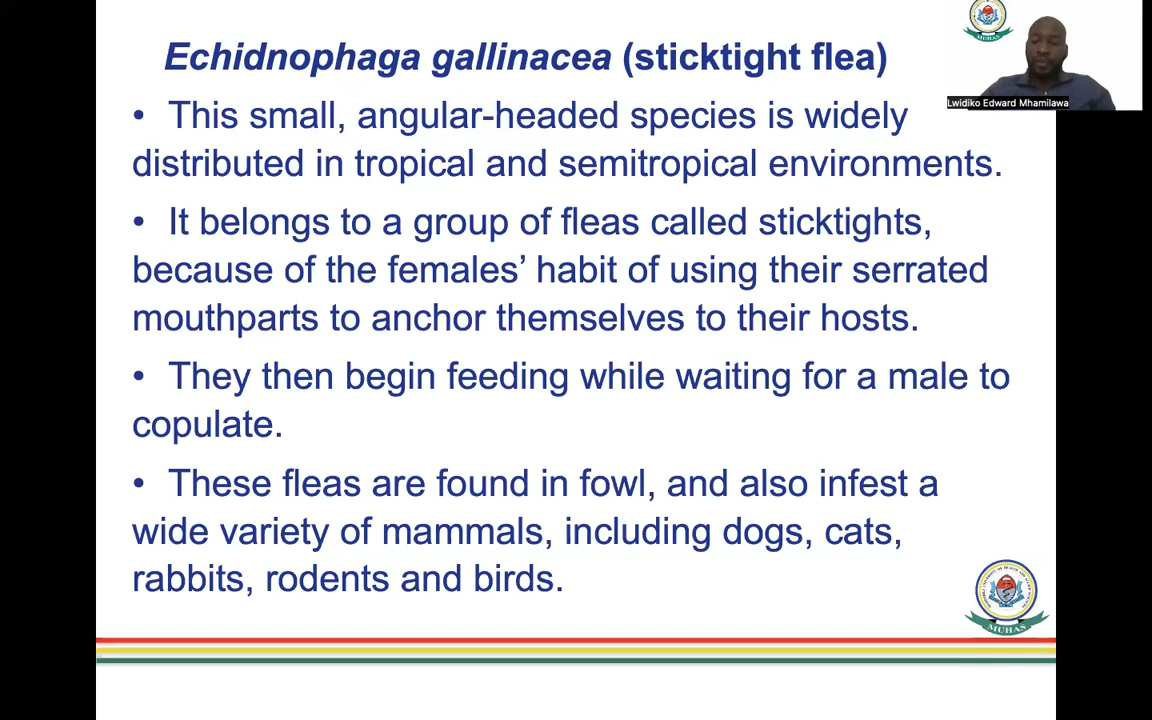 Echidnophaga gallinacea (sticktight flea)
• This small, angular-headed species is widely
distributed in tropical and semitropical environments.
• It belongs to a group of fleas called sticktights,
because of the females’ habit of using their serrated
mouthparts to anchor themselves to their hosts.
• They then begin feeding while waiting for a male to
copulate.
• These fleas are found in fowl, and also infest a
wide variety of mammals, including dogs, cats,
rabbits, rodents and birds.
MUHAS
Lwidiko Edward Mhamilawa
MUHAS